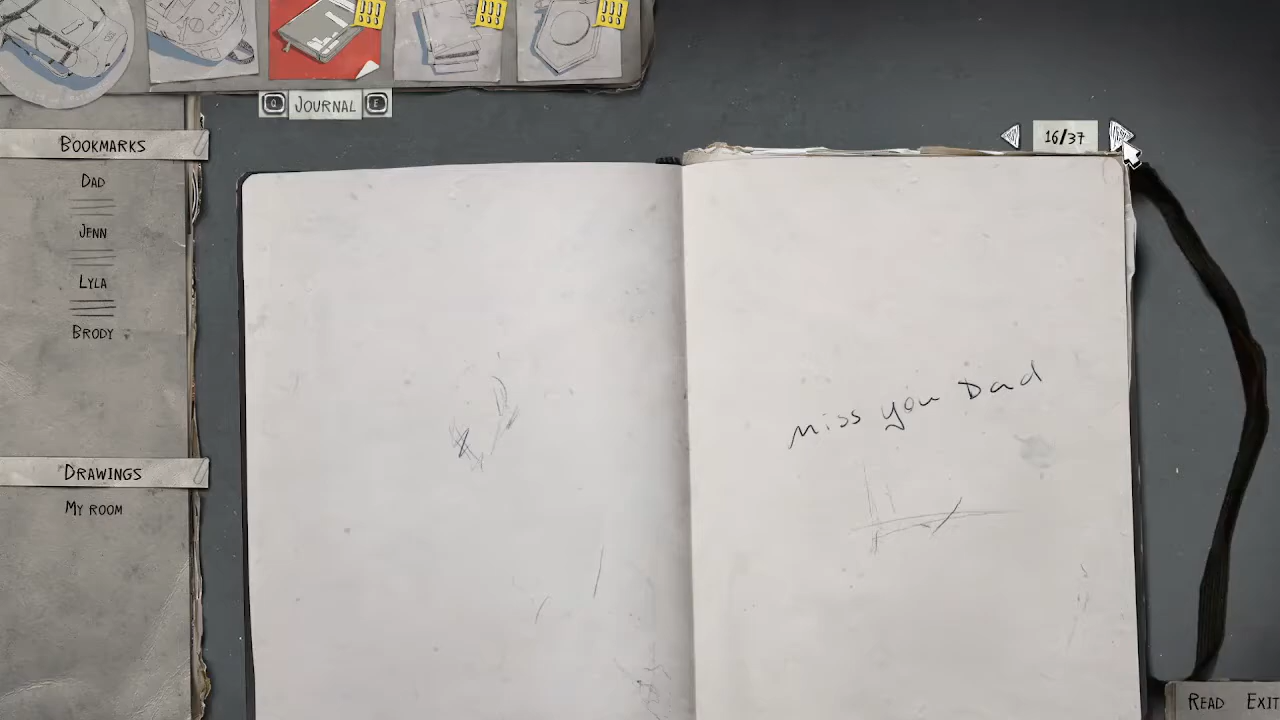 Q JOURNAL E
BOOKMARKS
DAD
JENN
LYLA
BRODY
DRAWINGS
MY ROOM
16/37
miss you Dad
READ EXIT